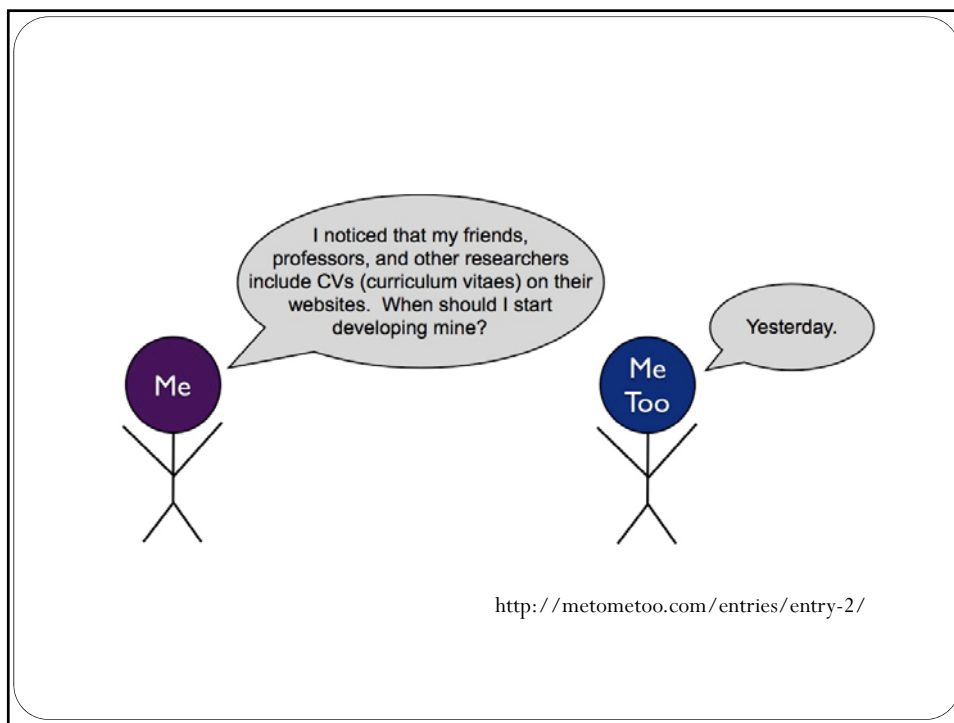 I noticed that my friends,
professors, and other researchers
include CVs (curriculum vitaes) on their
websites.  When should I start
developing mine?
Yesterday.
Me
Me
Too
http://metometoo.com/entries/entry-2/